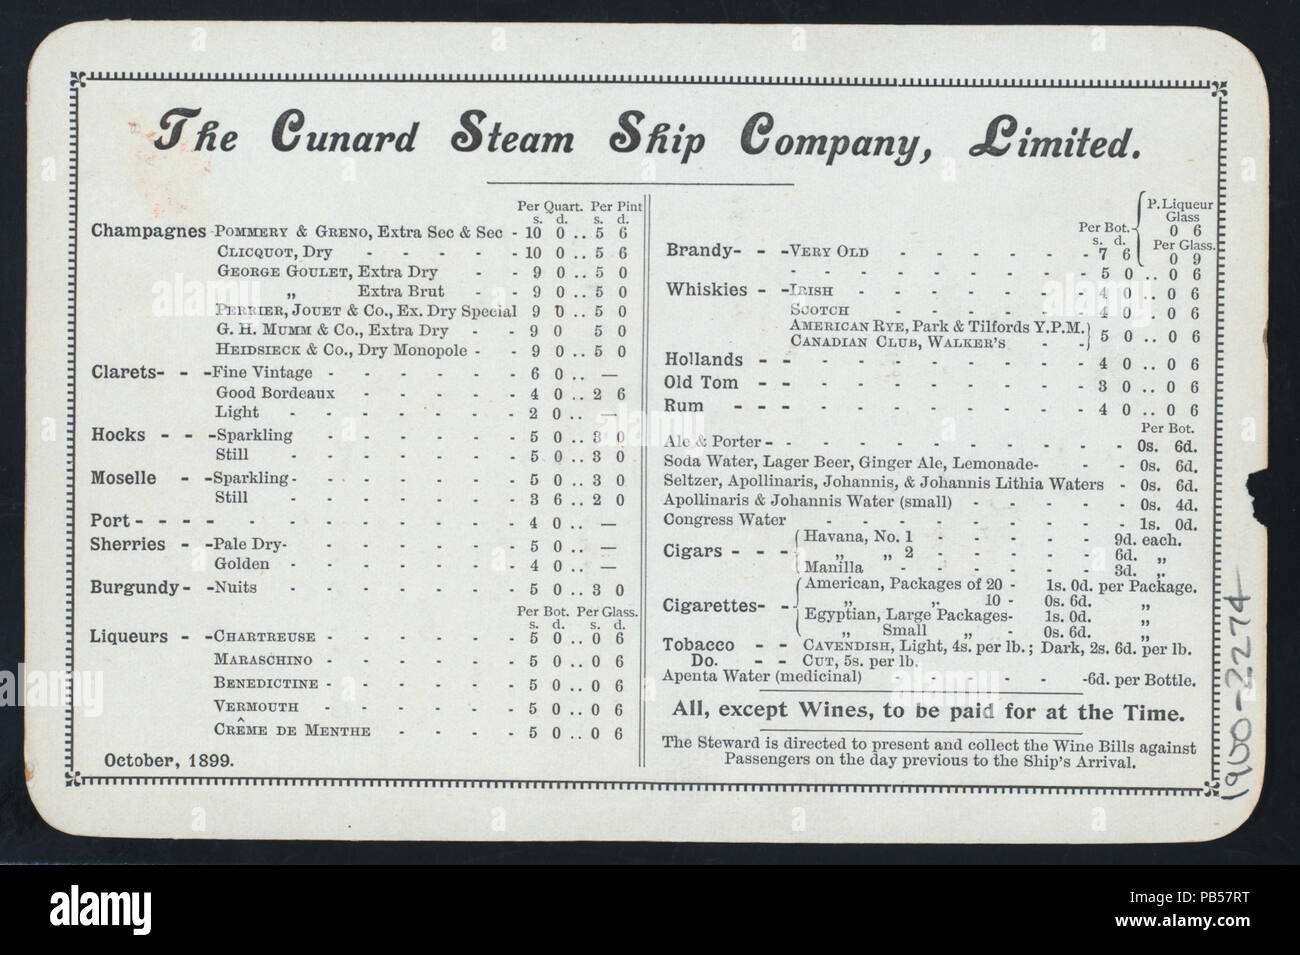 The Cunard Steam Ship Company, Limited.
Per Quart. Per Pint
s. d. s. d.
Champagnes - POMMERY & GRENO, Extra Sec & Sec - 10 0 .. 5 6
CLICQUOT, Dry - - - - - 10 0 .. 5 6
GEORGE GOULET, Extra Dry - - 9 0 .. 5 0
„ Extra Brut - - 9 0 .. 5 0
PERRIER, JOUET & Co., Ex. Dry Special 9 0 .. 5 0
G. H. MUMM & Co., Extra Dry - - 9 0 5 0
HEIDSIECK & Co., Dry Monopole - - 9 0 .. 5 0
Clarets- - -Fine Vintage - - - - - - 6 0 .. —
Good Bordeaux - - - - - 4 0 .. 2 6
Light - - - - - - - 2 0 .. —
Hocks - - -Sparkling - - - - - - 5 0 .. 3 0
Still - - - - - - - 5 0 .. 3 0
Moselle - -Sparkling- - - - - - - 5 0 .. 3 0
Still - - - - - - - 3 6 .. 2 0
Port - - - - - - - - - - - - 4 0 .. —
Sherries - -Pale Dry- - - - - - - 5 0 .. —
Golden - - - - - - - 4 0 .. —
Burgundy- -Nuits - - - - - - - 5 0 .. 3 0
Per Bot. Per Glass.
s. d. s. d.
Liqueurs - -CHARTREUSE - - - - - - 5 0 .. 0 6
MARASCHINO - - - - - - 5 0 .. 0 6
BENEDICTINE - - - - - - 5 0 .. 0 6
VERMOUTH - - - - - - 5 0 .. 0 6
CRÊME DE MENTHE - - - - 5 0 .. 0 6
October, 1899.
P. Liqueur
Glass
0 6
Per Bot. Per Glass.
s. d.
Brandy- - -VERY OLD - - - - - - -7 6 0 9
- - - - - - - - 5 0 .. 0 6
Whiskies - -IRISH - - - - - - - 4 0 .. 0 6
SCOTCH - - - - - - - 4 0 .. 0 6
AMERICAN RYE, Park & Tilfords Y.P.M.
CANADIAN CLUB, WALKER'S - - 5 0 .. 0 6
Hollands - - - - - - - - - - 4 0 .. 0 6
Old Tom - - - - - - - - - - 3 0 .. 0 6
Rum - - - - - - - - - - - 4 0 .. 0 6
Per Bot.
Ale & Porter - - - - - - - - - - 0s. 6d.
Soda Water, Lager Beer, Ginger Ale, Lemonade- - - 0s. 6d.
Seltzer, Apollinaris, Johannis, & Johannis Lithia Waters - 0s. 6d.
Apollinaris & Johannis Water (small) - - - - - 0s. 4d.
Congress Water - - - - - - - - - 1s. 0d.
Cigars - - - Havana, No. 1 - - - - - 9d. each.
„ „ 2 - - - - - 6d. „
Manilla - - - - - - 3d. „
Cigarettes- - American, Packages of 20 - 1s. 0d. per Package.
„ „ 10 - 0s. 6d. „
Egyptian, Large Packages- 1s. 0d. „
„ Small „ - 0s. 6d. „
Tobacco - - CAVENDISH, Light, 4s. per lb.; Dark, 2s. 6d. per lb.
Do. - - CUT, 5s. per lb.
Apenta Water (medicinal) - - - - - -6d. per Bottle.
All, except Wines, to be paid for at the Time.
The Steward is directed to present and collect the Wine Bills against
Passengers on the day previous to the Ship's Arrival.
1900-2274
alamy
a
alamy
Image ID: PB57RT
www.alamy.com